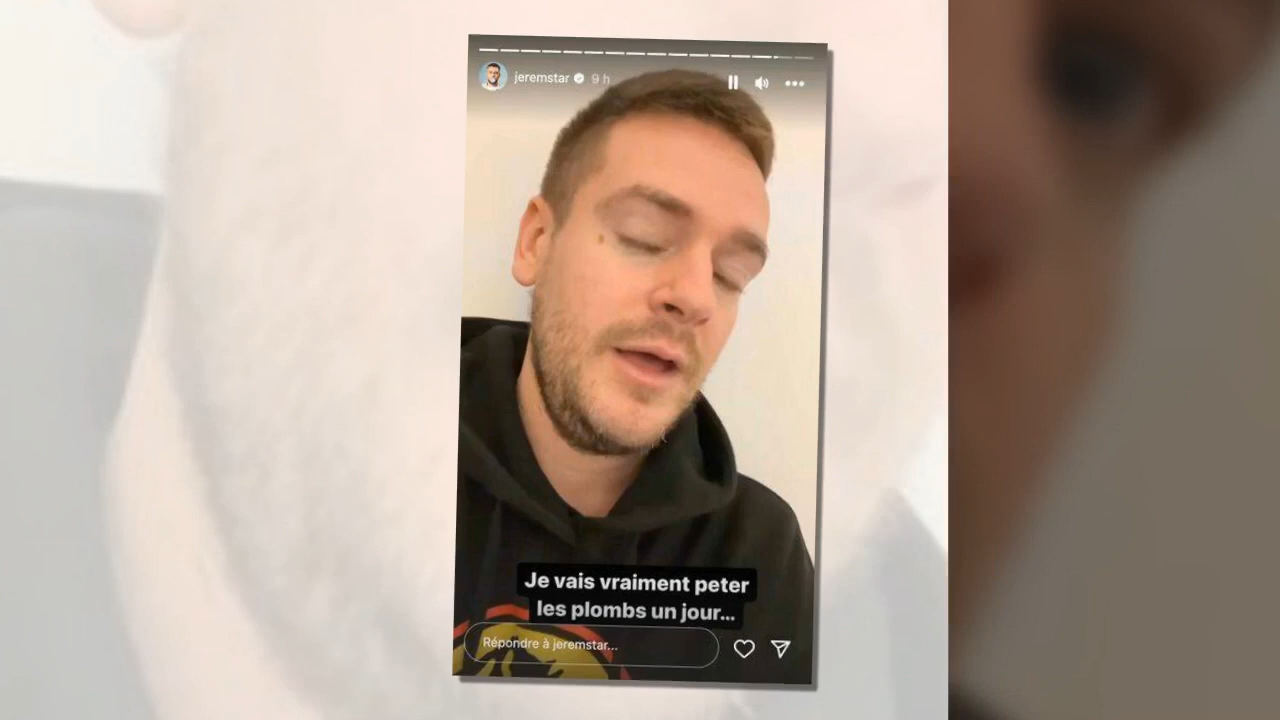 jeremstar 9 h
Je vais vraiment peter
les plombs un jour...
Répondre à jeremstar...